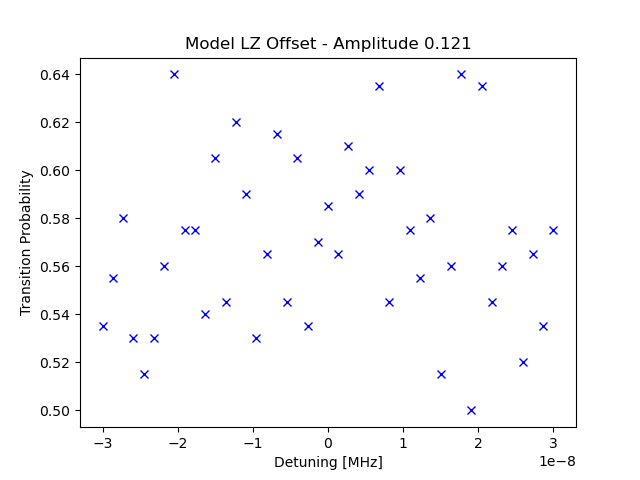 Model LZ Offset - Amplitude 0.121
Transition Probability
0.64
0.62
0.60
0.58
0.56
0.54
0.52
0.50
−3 −2 −1 0 1 2 3
1e−8
Detuning [MHz]